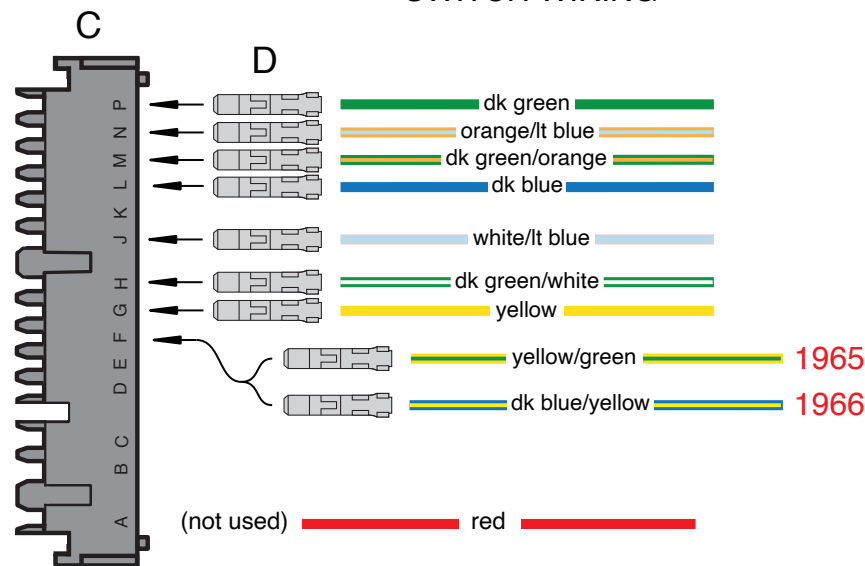 C
D
P
N
M
L
K
J
H
G
F
E
D
C
B
A
dk green
orange/lt blue
dk green/orange
dk blue
white/lt blue
dk green/white
yellow
yellow/green 1965
dk blue/yellow 1966
(not used) red